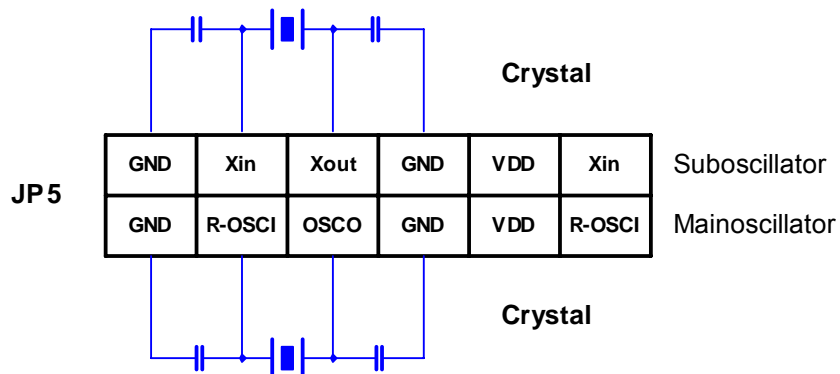 Crystal
GND Xin Xout GND VDD Xin Suboscillator
JP5
GND R-OSCI OSCO GND VDD R-OSCI Mainoscillator
Crystal